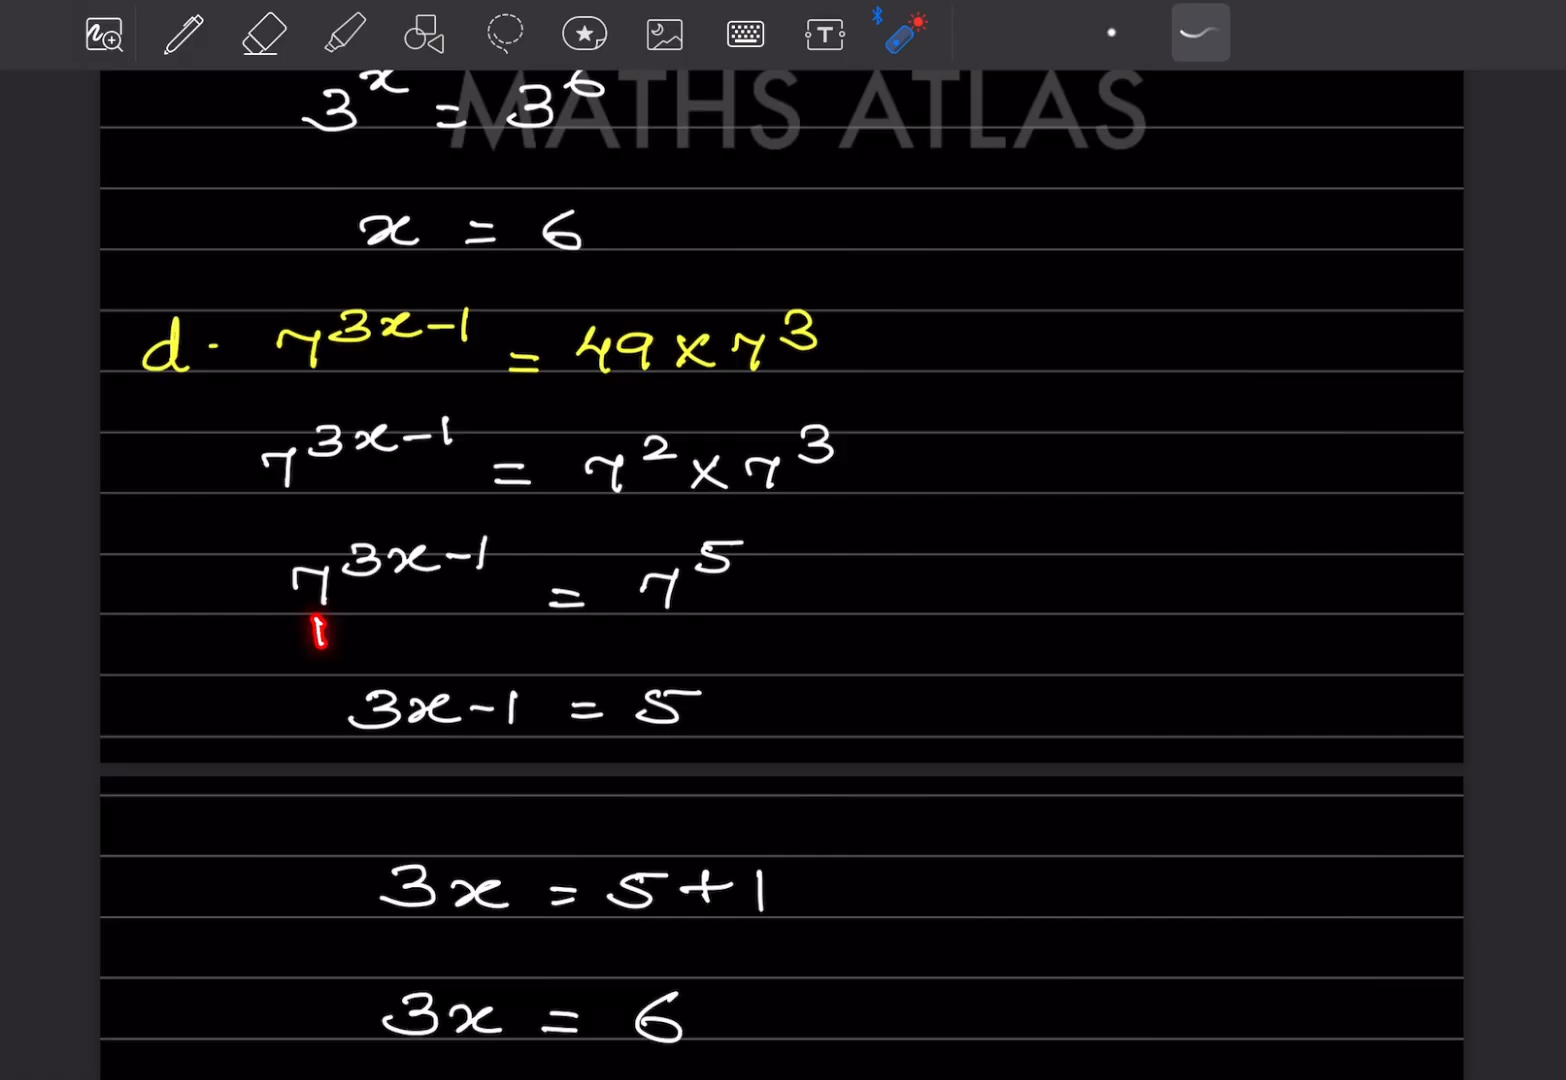 MATHS ATLAS
3^x = 3^6
x = 6
d. 7^{3x-1} = 49 × 7^3
7^{3x-1} = 7^2 × 7^3
7^{3x-1} = 7^5
3x-1 = 5
3x = 5+1
3x = 6